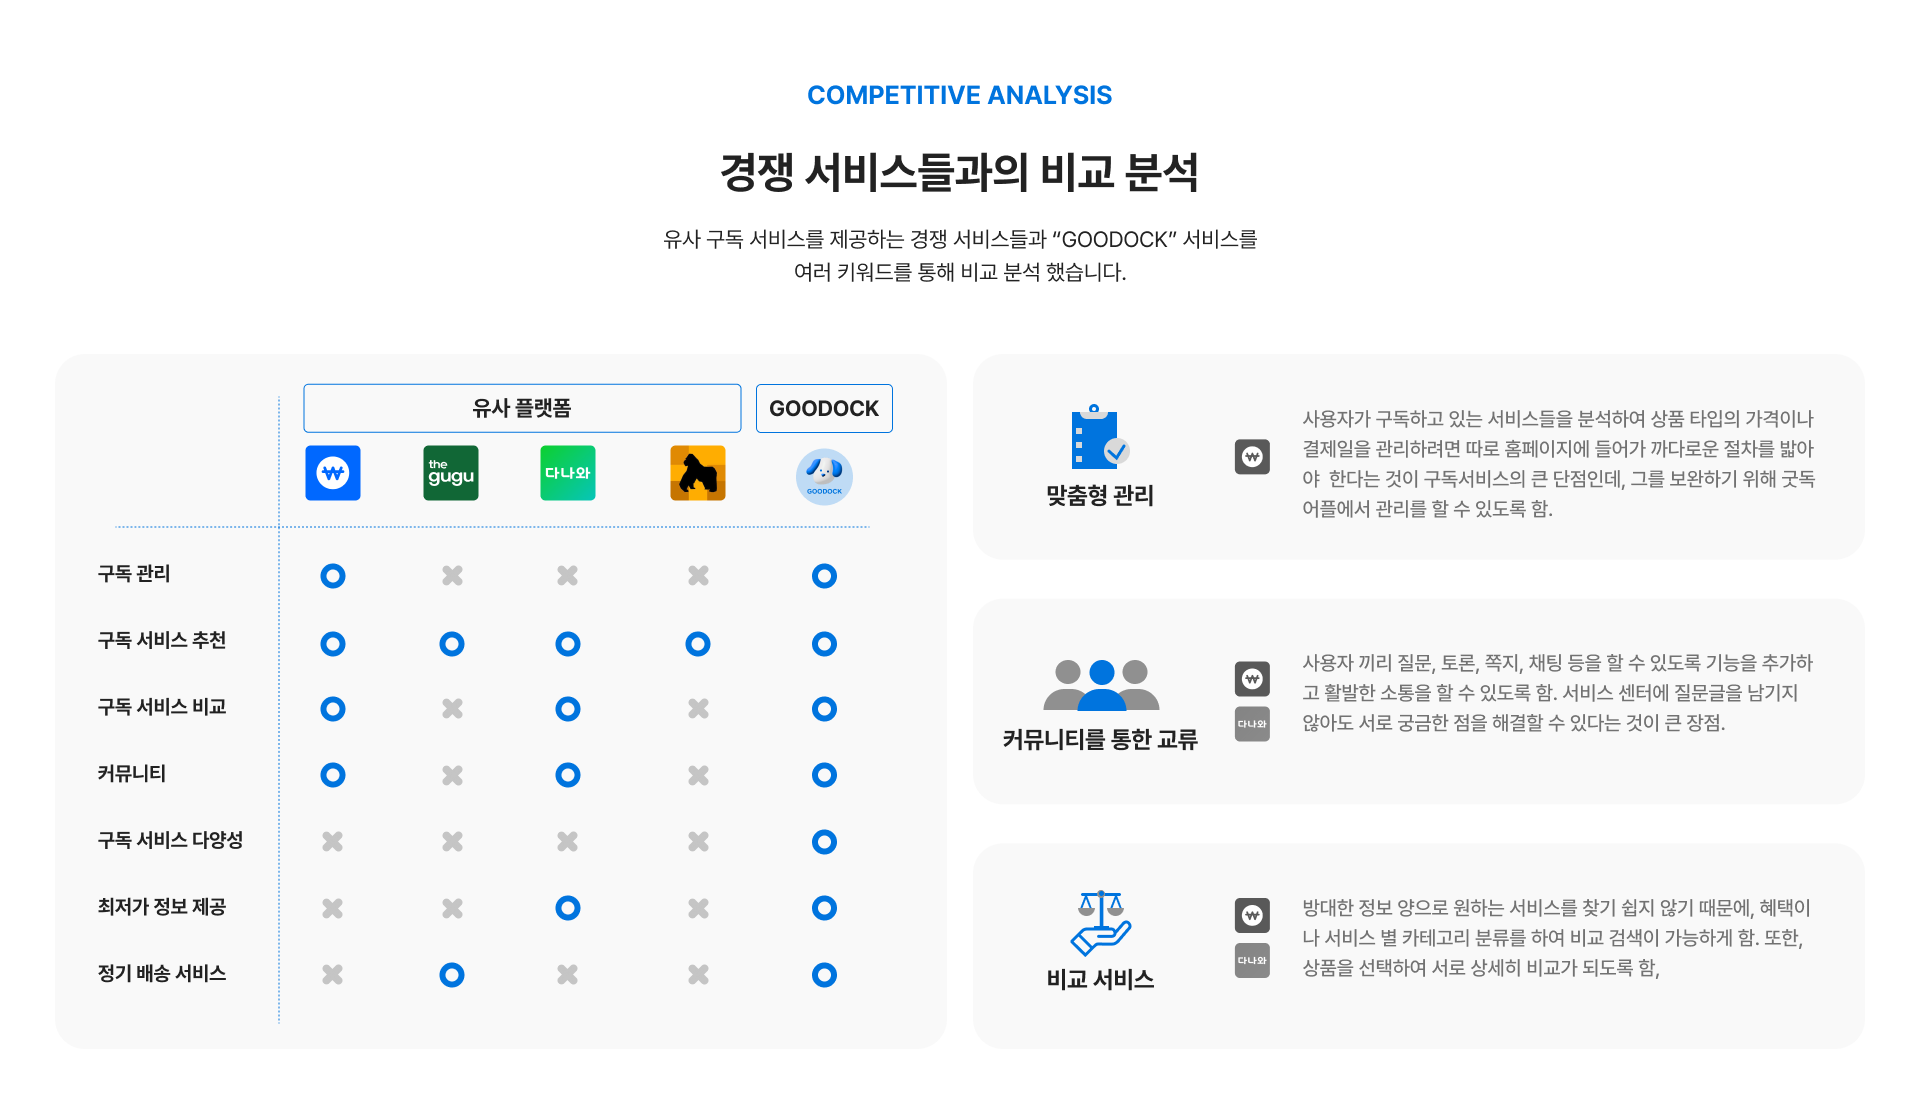 COMPETITIVE ANALYSIS
경쟁 서비스들과의 비교 분석
유사 구독 서비스를 제공하는 경쟁 서비스들과 “GOODOCK” 서비스를
여러 키워드를 통해 비교 분석 했습니다.
유사 플랫폼
GOODOCK
₩
the
gugu
다나와
GOODOCK
구독 관리
구독 서비스 추천
구독 서비스 비교
커뮤니티
구독 서비스 다양성
최저가 정보 제공
정기 배송 서비스
맞춤형 관리
₩
사용자가 구독하고 있는 서비스들을 분석하여 상품 타입의 가격이나
결제일을 관리하려면 따로 홈페이지에 들어가 까다로운 절차를 밟아
야  한다는 것이 구독서비스의 큰 단점인데, 그를 보완하기 위해 굿독
어플에서 관리를 할 수 있도록 함.
커뮤니티를 통한 교류
₩
다나와
사용자 끼리 질문, 토론, 쪽지, 채팅 등을 할 수 있도록 기능을 추가하
고 활발한 소통을 할 수 있도록 함. 서비스 센터에 질문글을 남기지
않아도 서로 궁금한 점을 해결할 수 있다는 것이 큰 장점.
비교 서비스
₩
다나와
방대한 정보 양으로 원하는 서비스를 찾기 쉽지 않기 때문에, 혜택이
나 서비스 별 카테고리 분류를 하여 비교 검색이 가능하게 함. 또한,
상품을 선택하여 서로 상세히 비교가 되도록 함,